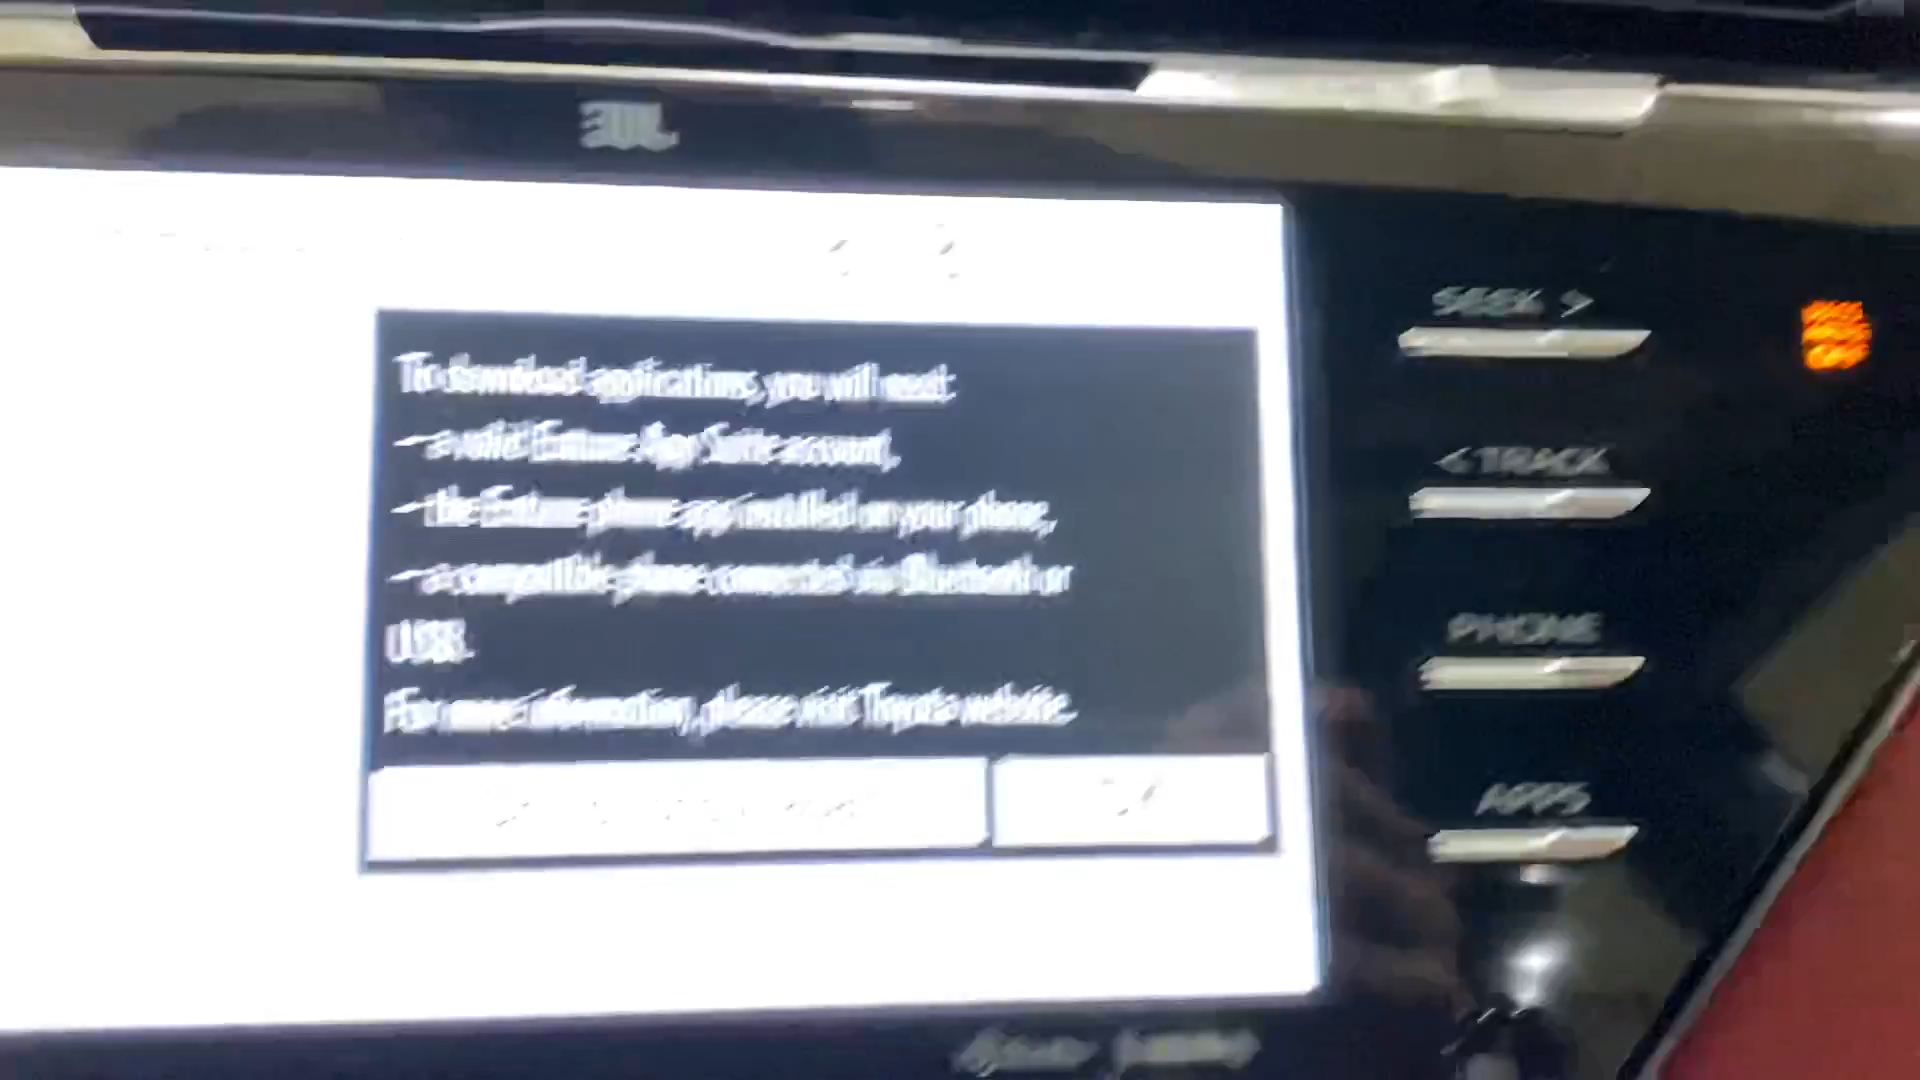 JBL
To download applications, you will need:
- a valid Entune App Suite account,
- the Entune phone app installed on your phone,
- a compatible phone connected via Bluetooth or
USB.
For more information, please visit Toyota website.
SEEK >
< TRACK
PHONE
APPS